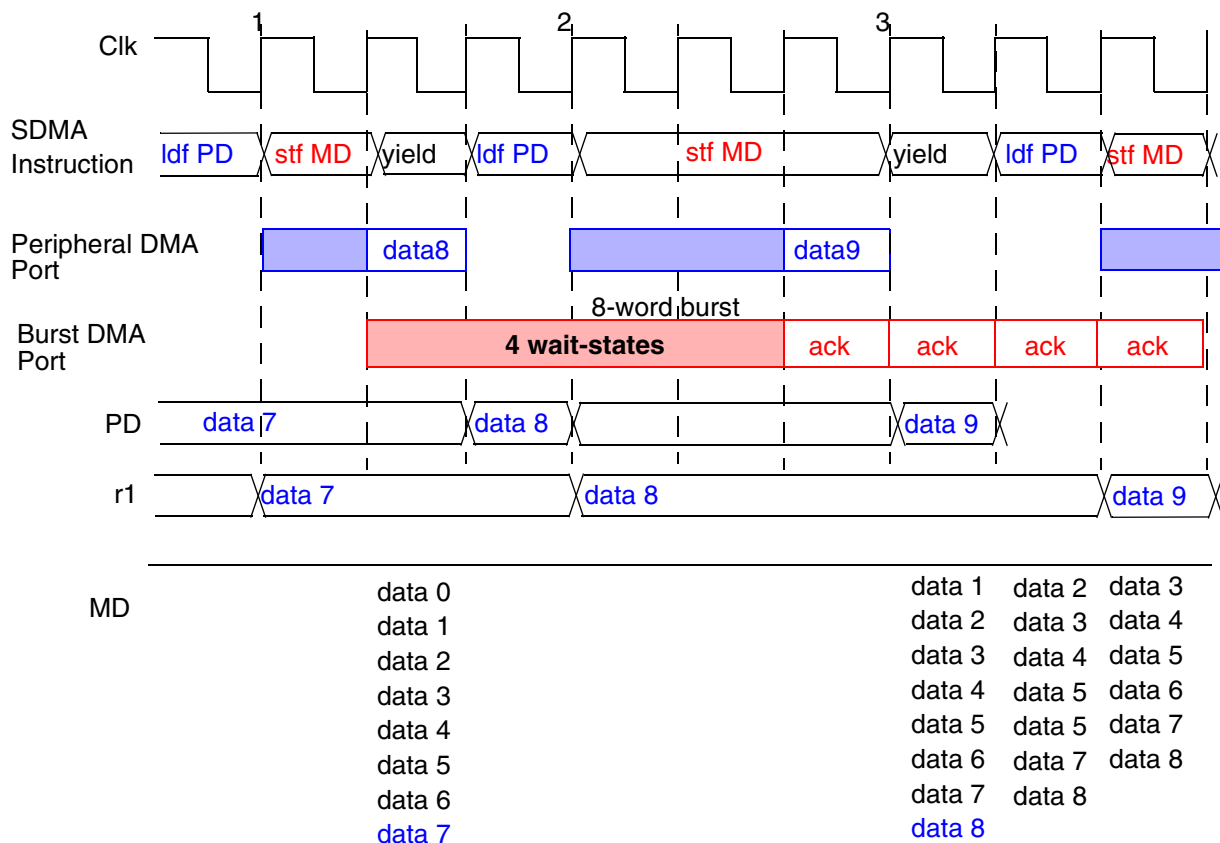 1 2 3
Clk
SDMA
Instruction
ldf PD stf MD yield ldf PD stf MD yield ldf PD stf MD
Peripheral DMA
Port
data8 data9
8-word burst
Burst DMA
Port
4 wait-states ack ack ack ack
PD data 7 data 8 data 9
r1 data 7 data 8 data 9
MD
data 0 data 1 data 2 data 3
data 1 data 2 data 3 data 4
data 2 data 3 data 4 data 5
data 3 data 4 data 5 data 6
data 4 data 5 data 5 data 7
data 5 data 6 data 7 data 8
data 6 data 7 data 8
data 7 data 8